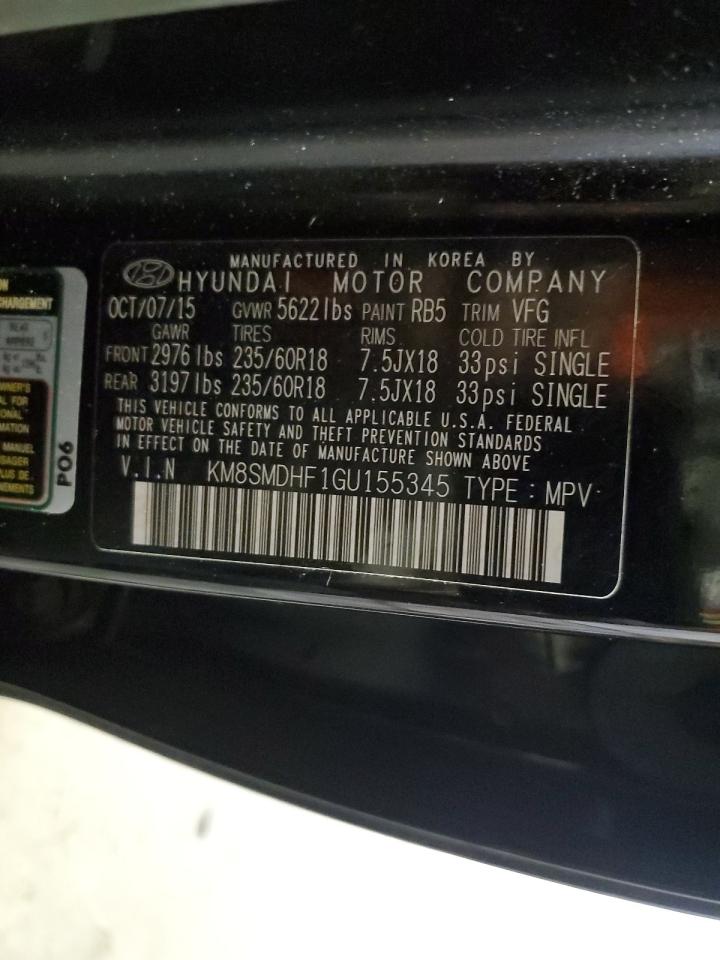 MANUFACTURED IN KOREA BY
HYUNDAI MOTOR COMPANY
OCT/07/15 GVWR 5622lbs PAINT RB5 TRIM VFG
GAWR TIRES RIMS COLD TIRE INFL
FRONT 2976lbs 235/60R18 7.5JX18 33psi SINGLE
REAR 3197lbs 235/60R18 7.5JX18 33psi SINGLE
THIS VEHICLE CONFORMS TO ALL APPLICABLE U.S.A. FEDERAL
MOTOR VEHICLE SAFETY AND THEFT PREVENTION STANDARDS
IN EFFECT ON THE DATE OF MANUFACTURE SHOWN ABOVE
V.I.N KM8SMDHF1GU155345 TYPE : MPV
P06
MANUEL